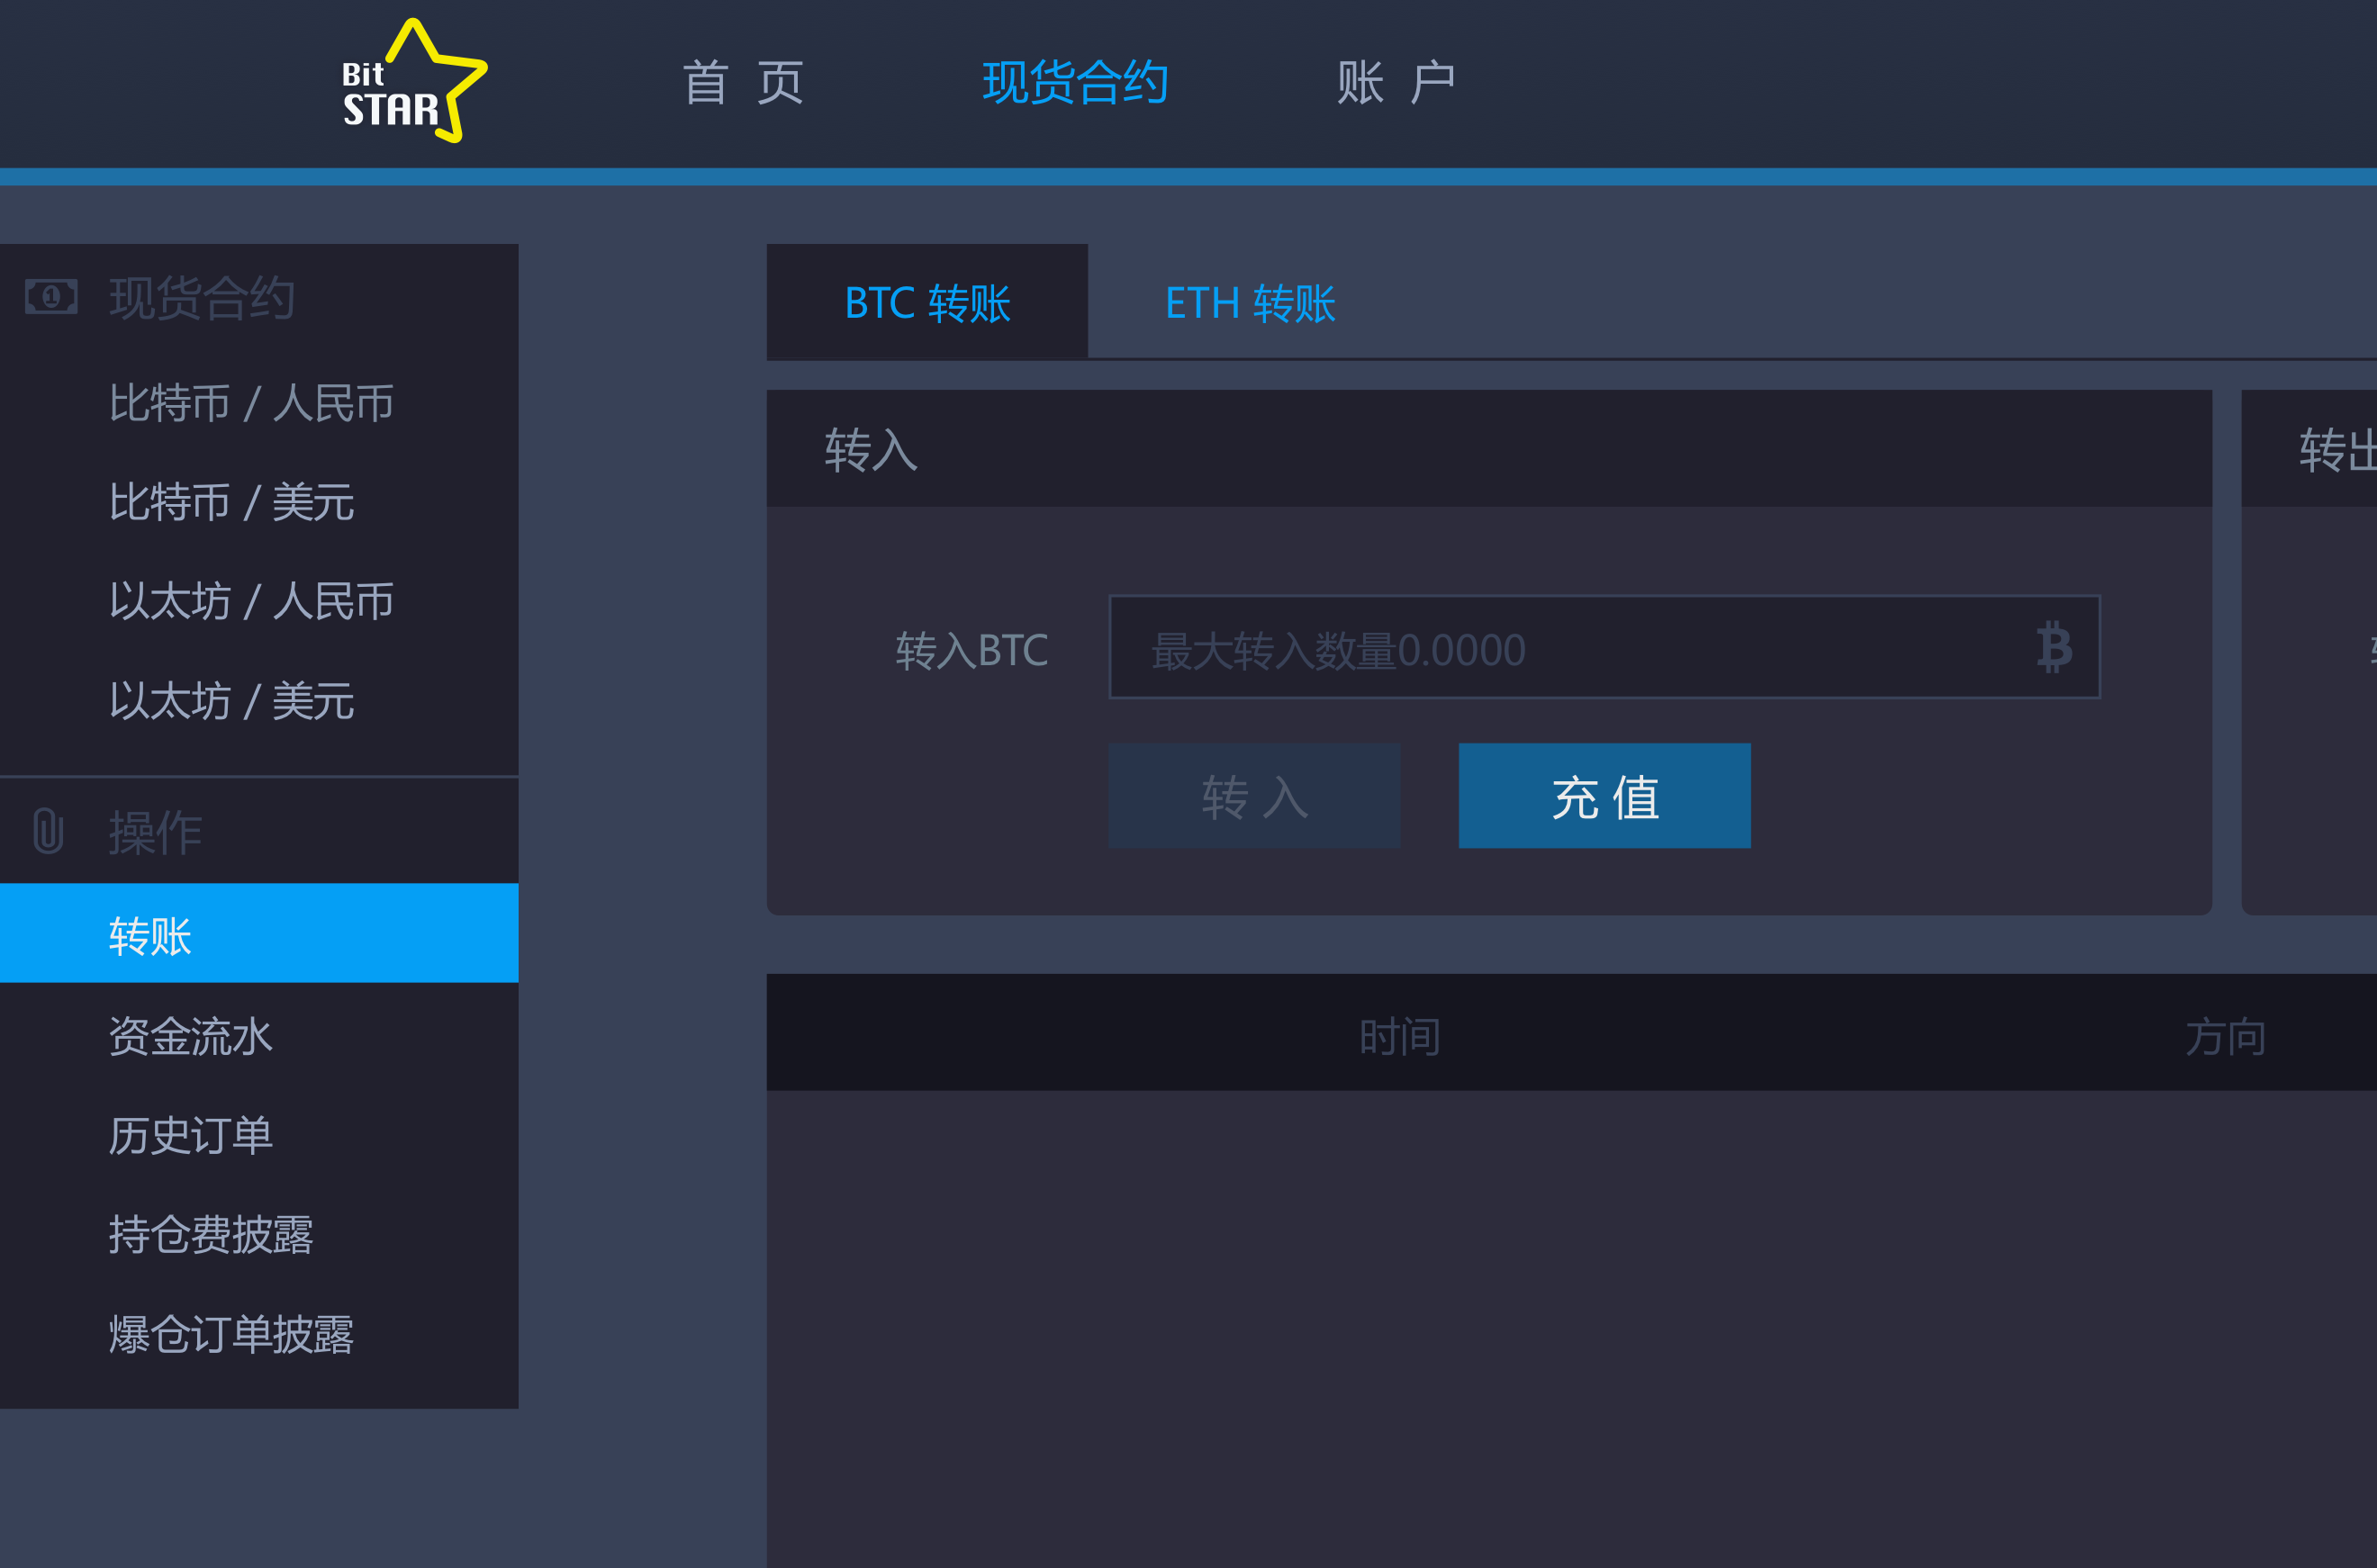 Bit
STAR
首 页
现货合约
账 户
现货合约
比特币 / 人民币
比特币 / 美元
以太坊 / 人民币
以太坊 / 美元
操作
转账
资金流水
历史订单
持仓费披露
爆仓订单披露
BTC 转账
ETH 转账
转入
转入BTC
最大转入数量0.0000
转 入
充 值
转出
时间
方向